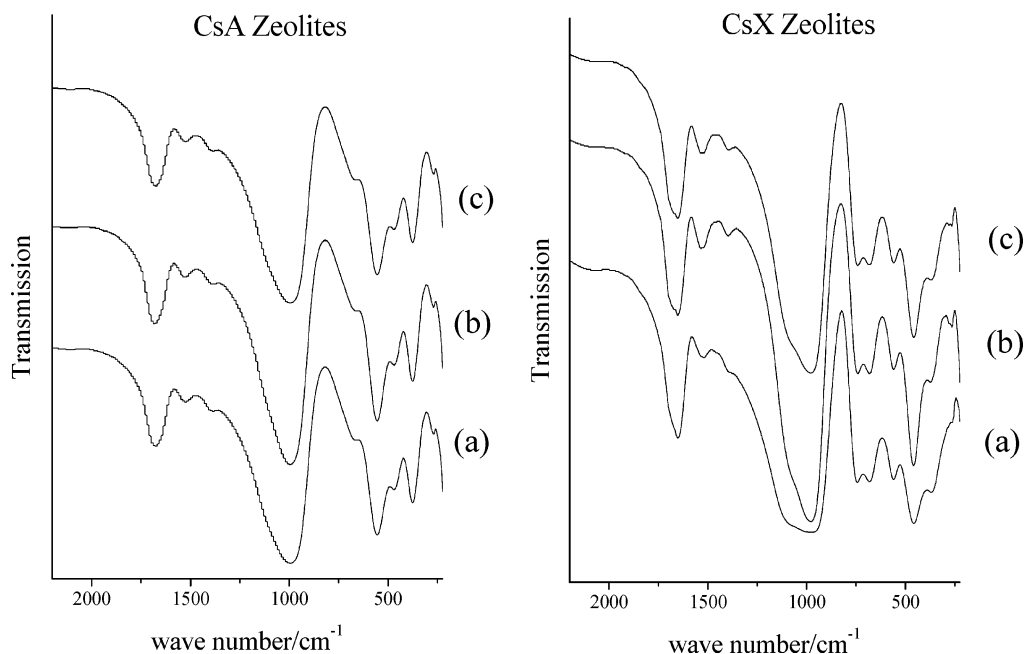 CsA Zeolites
Transmission
(c)
(b)
(a)
2000 1500 1000 500
wave number/cm-1
CsX Zeolites
Transmission
(c)
(b)
(a)
2000 1500 1000 500
wave number/cm-1